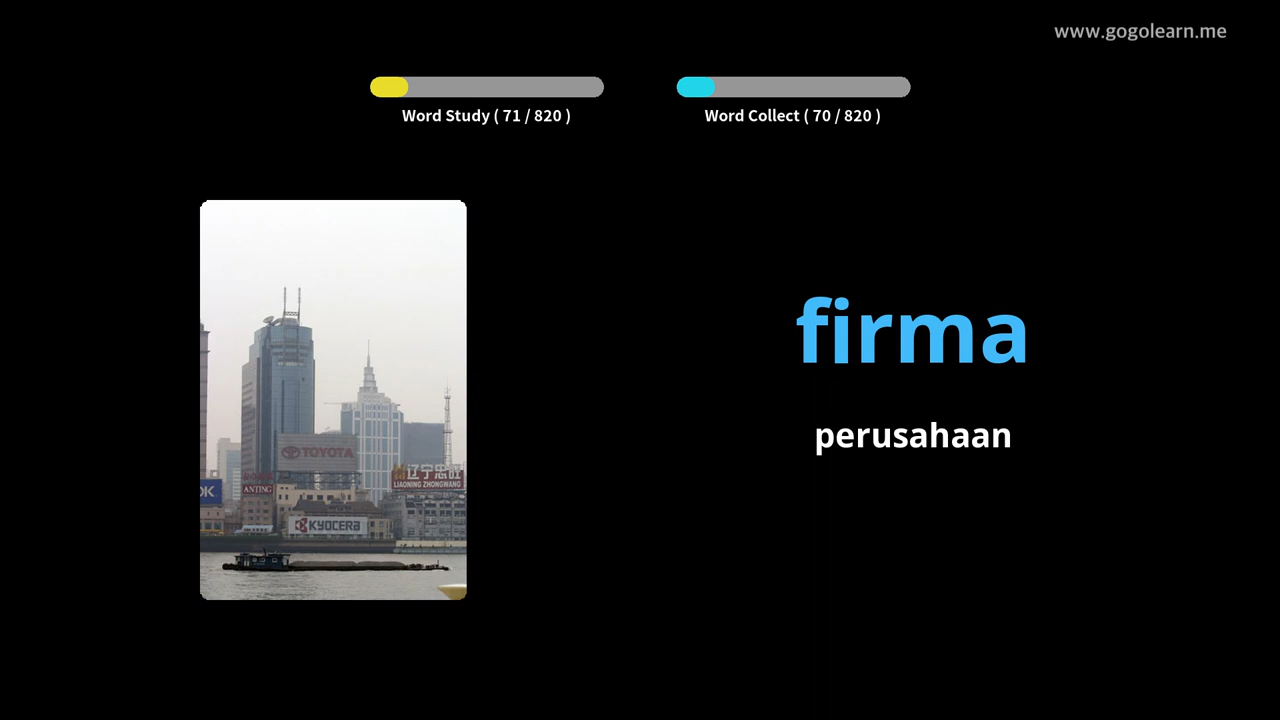 www.gogolearn.me
Word Study ( 71 / 820 )
Word Collect ( 70 / 820 )
firma
perusahaan
TOYOTA
辽宁忠旺
LIAONING ZHONGWANG
OK
ANTING
KYOCERA